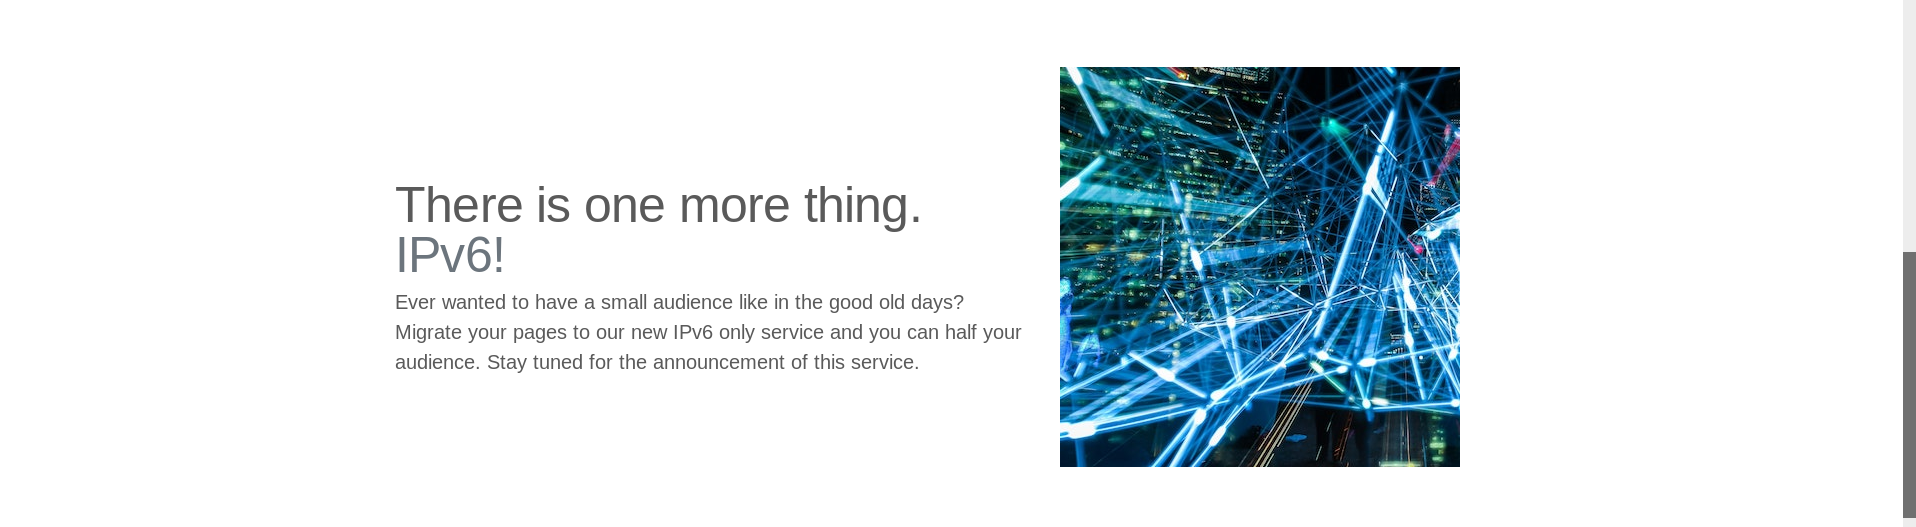 There is one more thing.
IPv6!
Ever wanted to have a small audience like in the good old days?
Migrate your pages to our new IPv6 only service and you can half your
audience. Stay tuned for the announcement of this service.